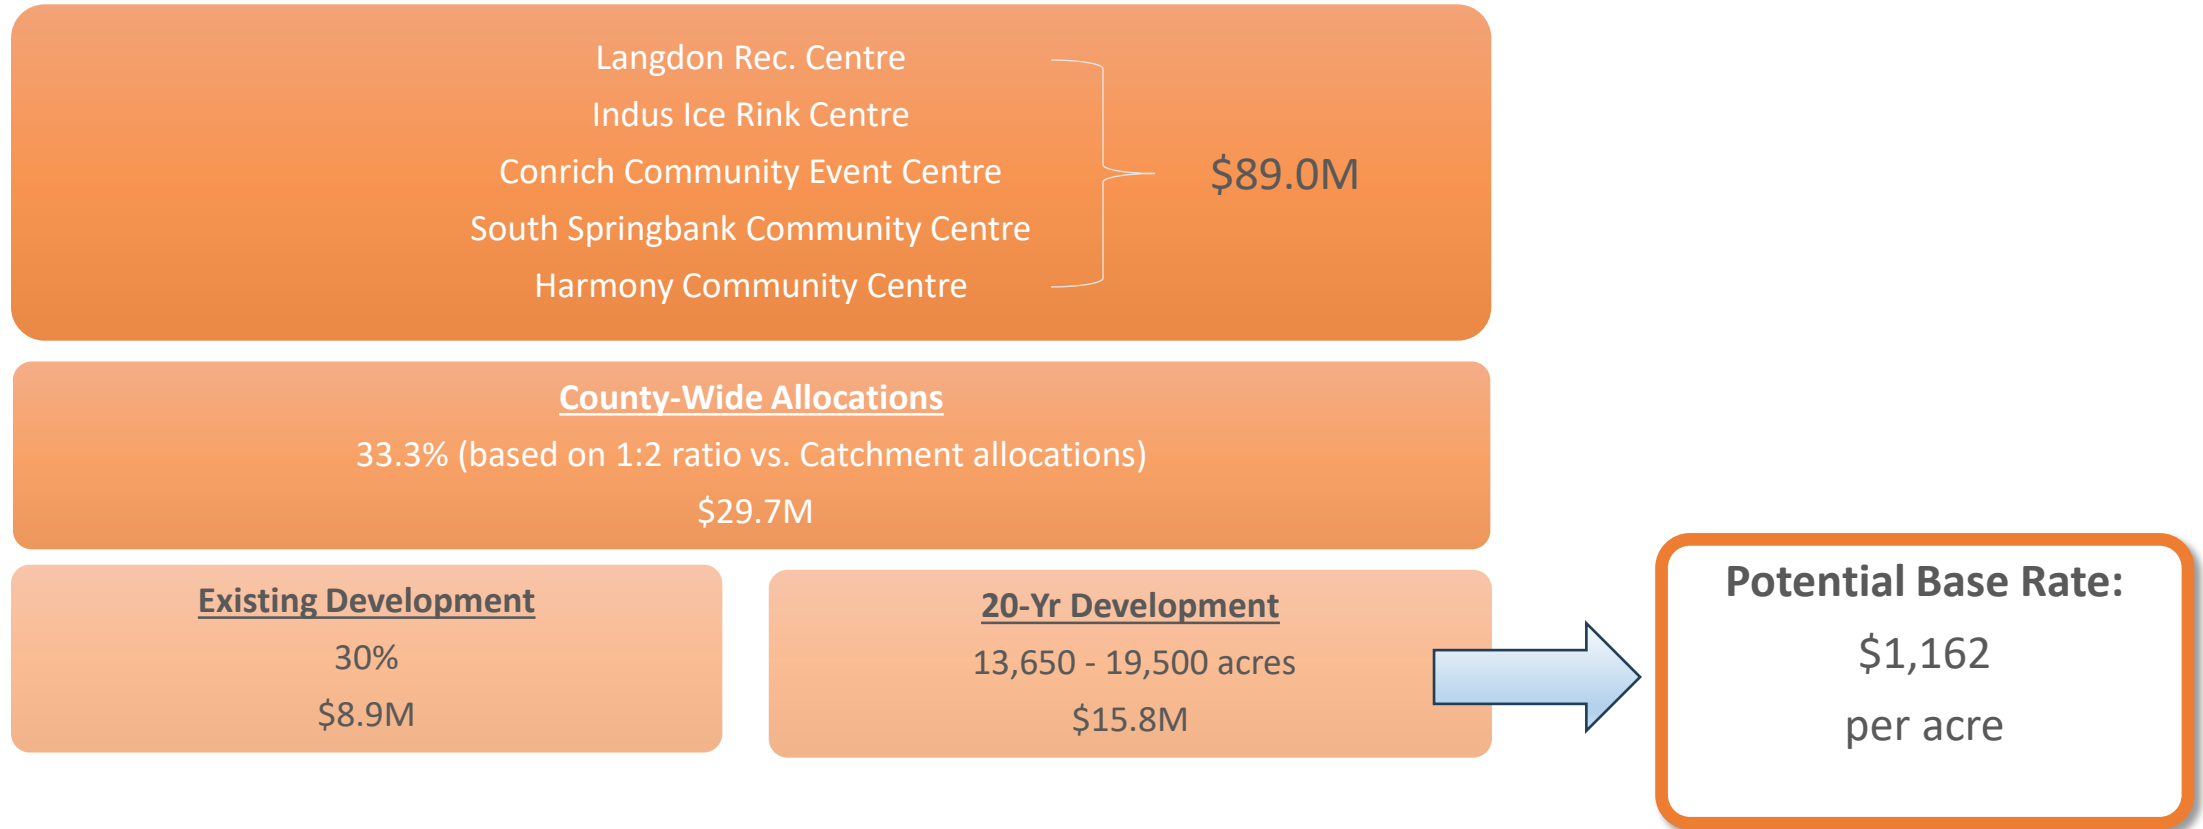 Langdon Rec. Centre
Indus Ice Rink Centre
Conrich Community Event Centre
South Springbank Community Centre
Harmony Community Centre
$89.0M
County-Wide Allocations
33.3% (based on 1:2 ratio vs. Catchment allocations)
$29.7M
Existing Development
30%
$8.9M
20-Yr Development
13,650 - 19,500 acres
$15.8M
Potential Base Rate:
$1,162
per acre